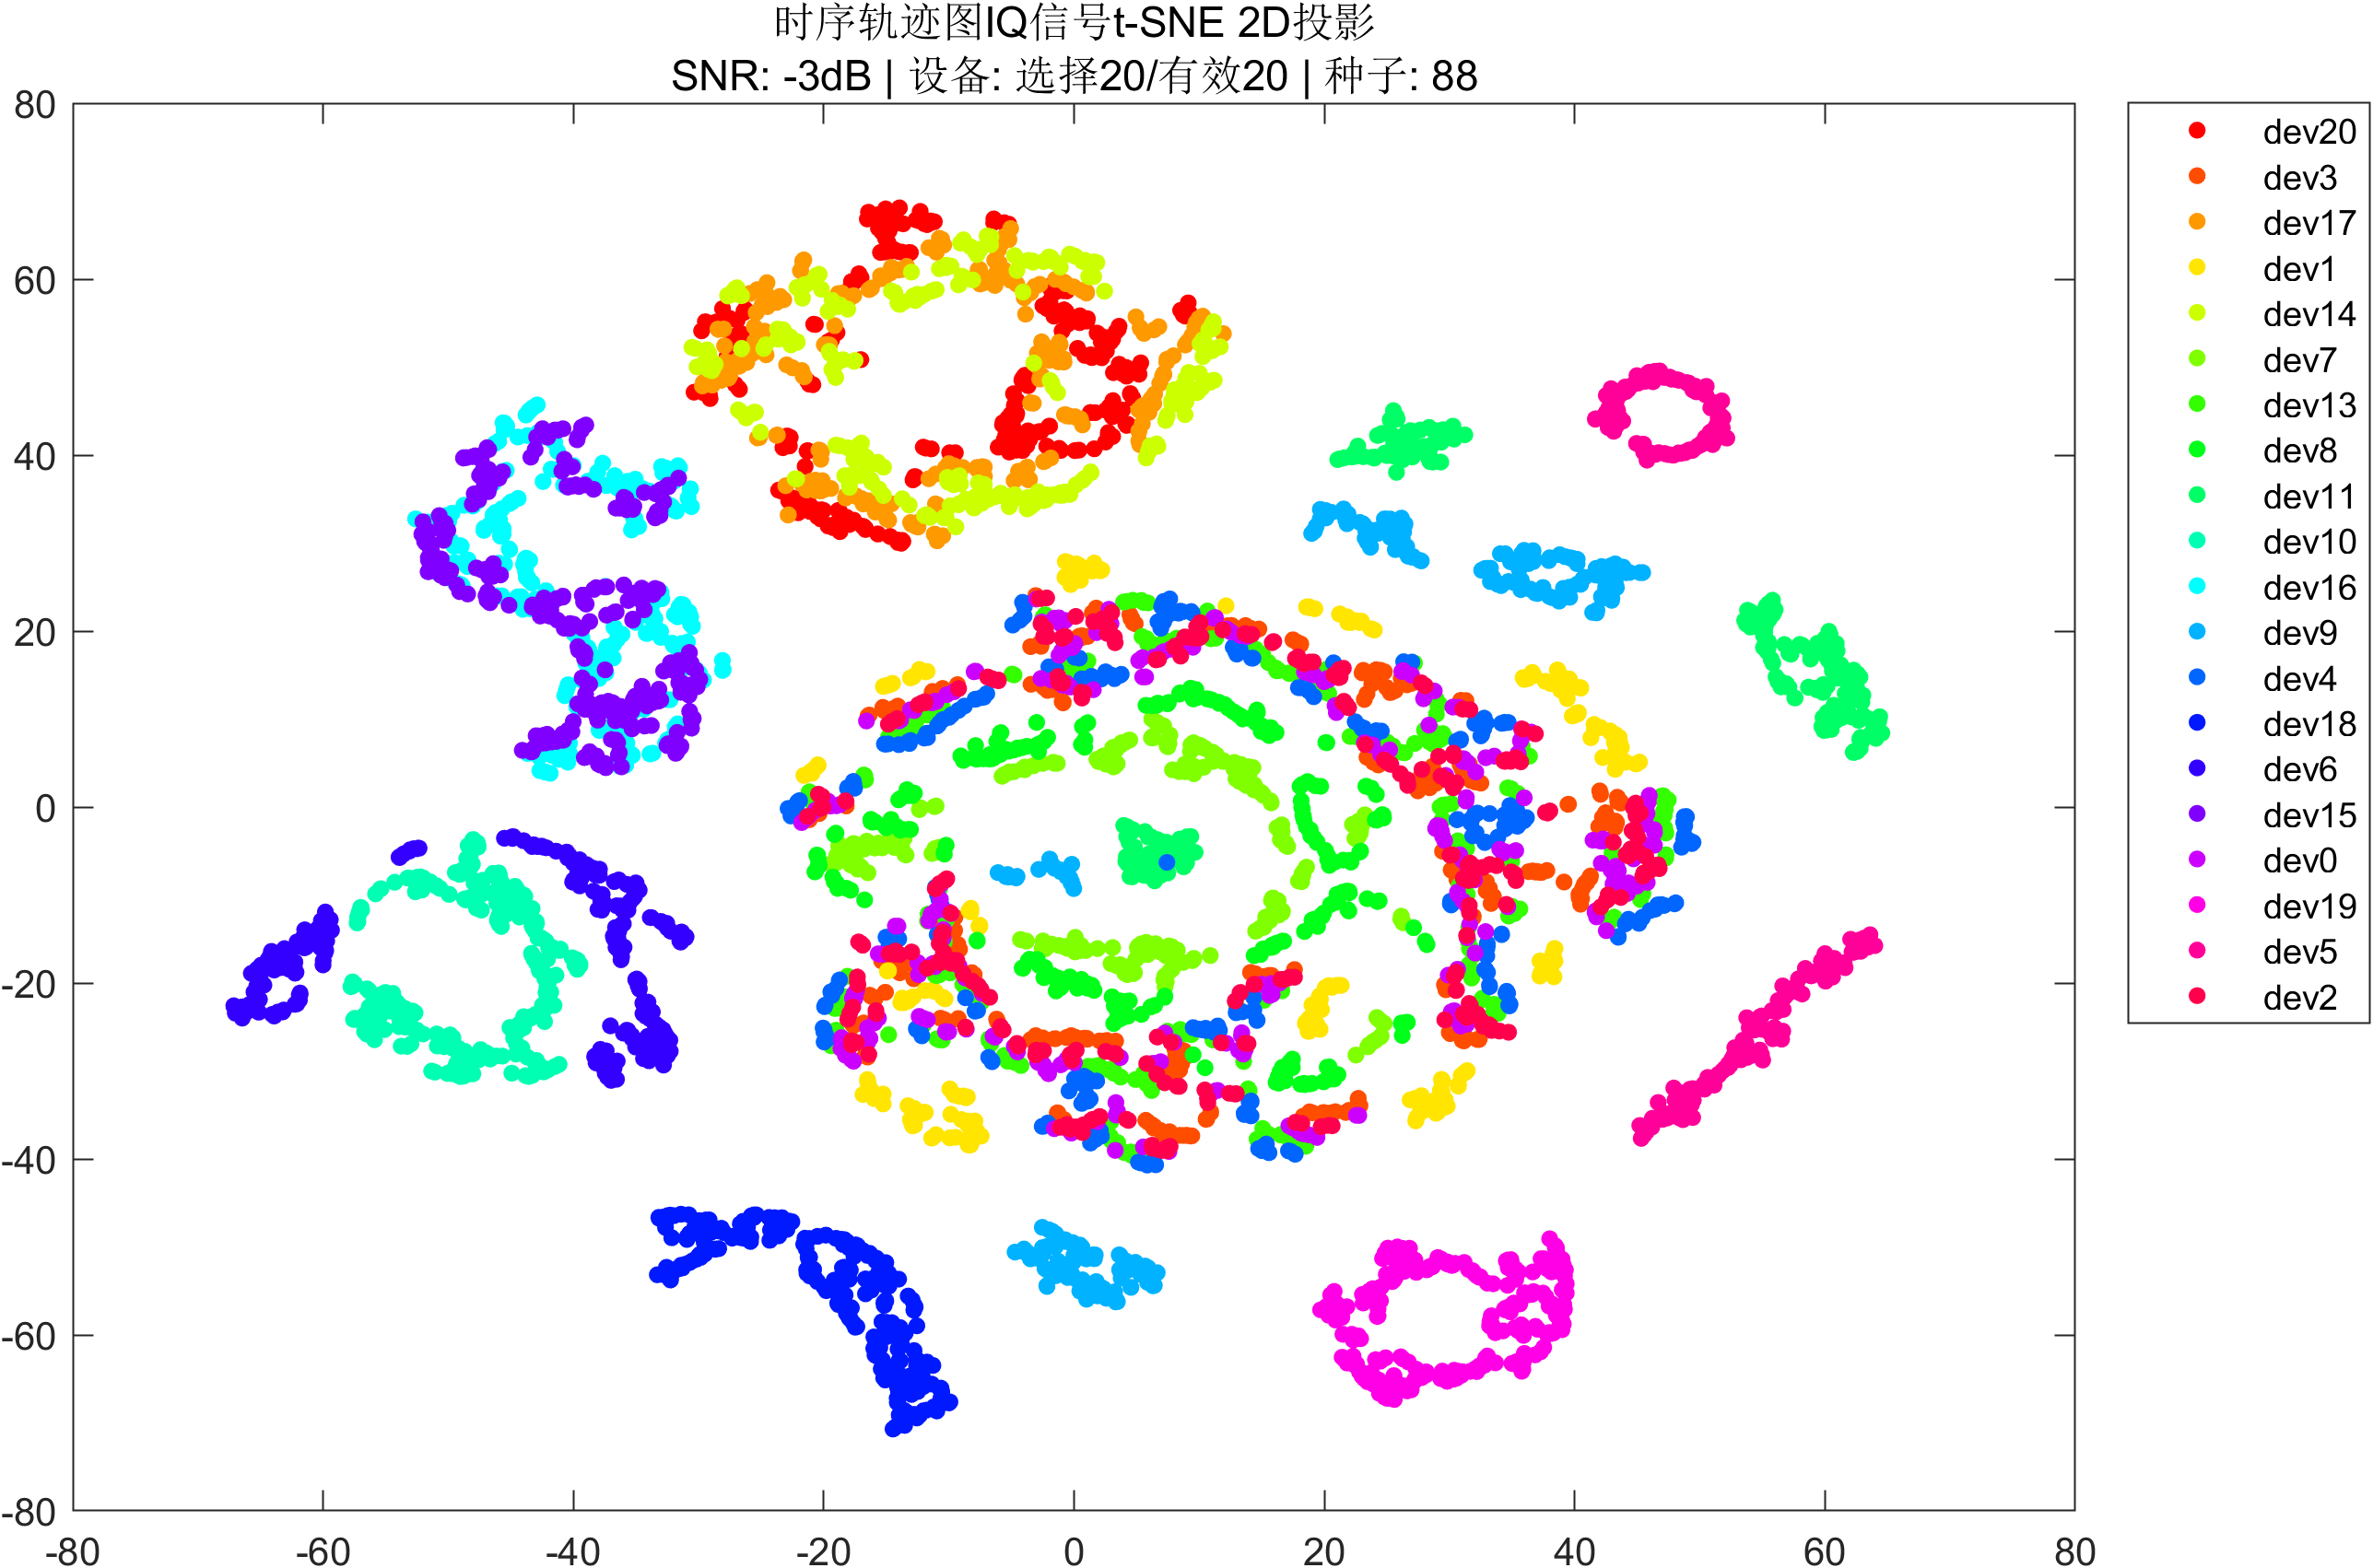 时序轨迹图IQ信号t-SNE 2D投影
SNR: -3dB | 设备: 选择20/有效20 | 种子: 88
80
60
40
20
0
-20
-40
-60
-80
-80
-60
-40
-20
0
20
40
60
80
dev20
dev3
dev17
dev1
dev14
dev7
dev13
dev8
dev11
dev10
dev16
dev9
dev4
dev18
dev6
dev15
dev0
dev19
dev5
dev2